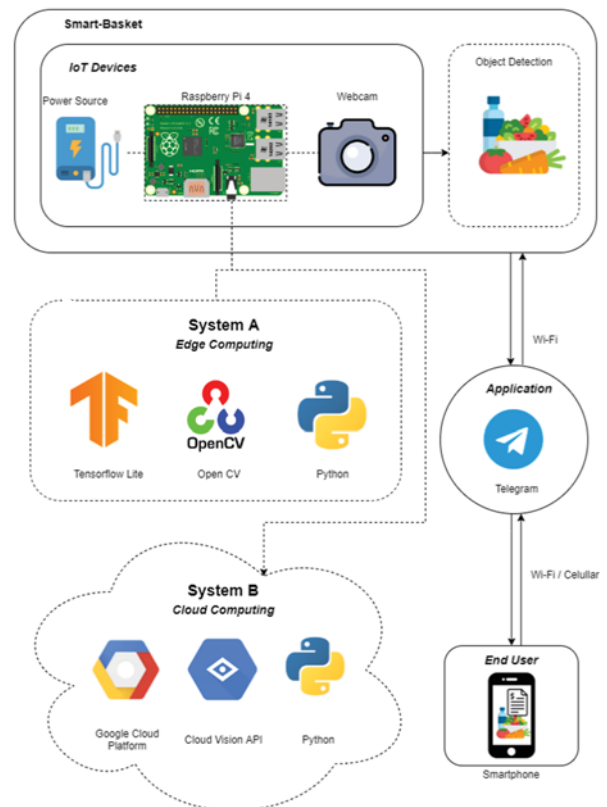 Smart-Basket
IoT Devices
Power Source
Raspberry Pi 4
Webcam
Object Detection
System A
Edge Computing
OpenCV
Tensorflow Lite
Open CV
Python
Wi-Fi
Application
Telegram
Wi-Fi / Celullar
System B
Cloud Computing
Google Cloud
Platform
Cloud Vision API
Python
End User
Smartphone